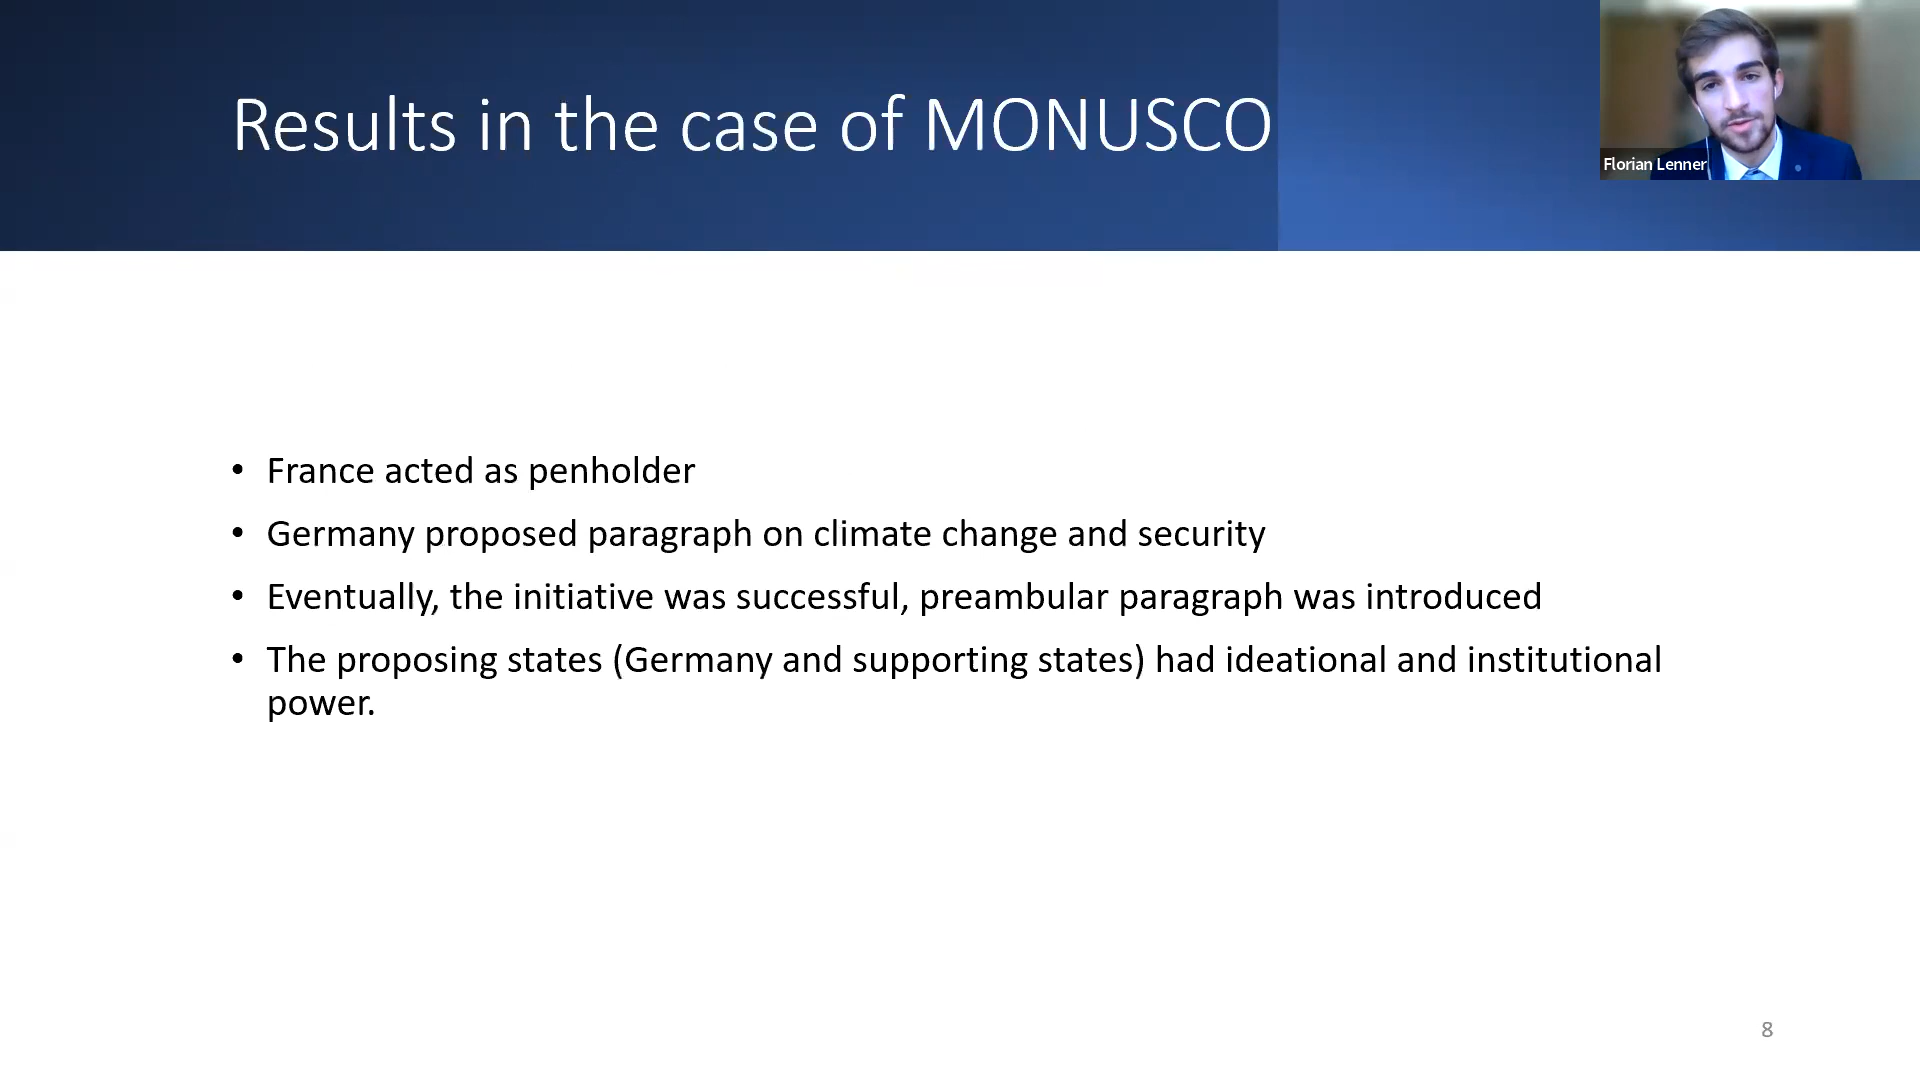 Results in the case of MONUSCO
Florian Lenner
• France acted as penholder
• Germany proposed paragraph on climate change and security
• Eventually, the initiative was successful, preambular paragraph was introduced
• The proposing states (Germany and supporting states) had ideational and institutional
power.
8